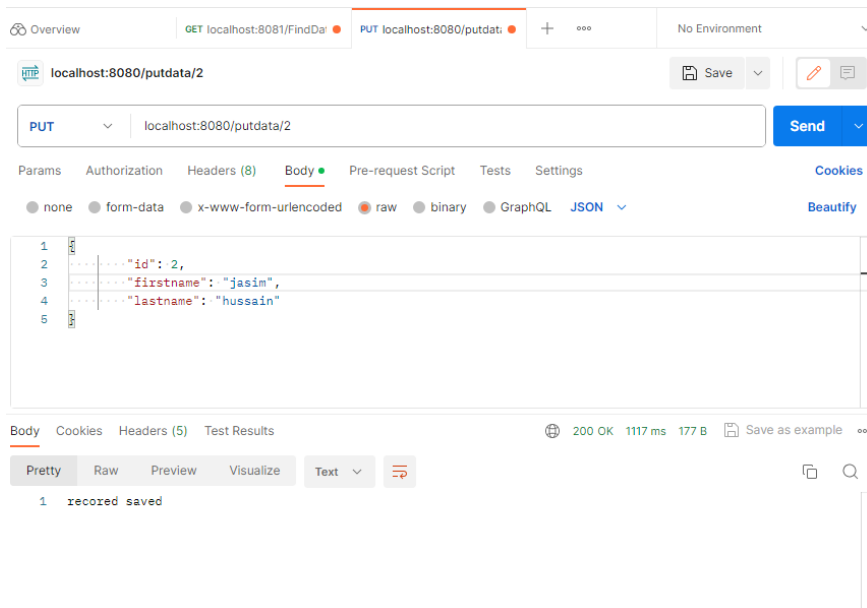 Overview GET localhost:8081/FindDat PUT localhost:8080/putdata No Environment
HTTP localhost:8080/putdata/2 Save
PUT localhost:8080/putdata/2 Send
Params Authorization Headers (8) Body Pre-request Script Tests Settings Cookies
none form-data x-www-form-urlencoded raw binary GraphQL JSON Beautify
1 {
2 "id": 2,
3 "firstname": "jasim",
4 "lastname": "hussain"
5 }
Body Cookies Headers (5) Test Results 200 OK 1117 ms 177 B Save as example
Pretty Raw Preview Visualize Text
1 recored saved